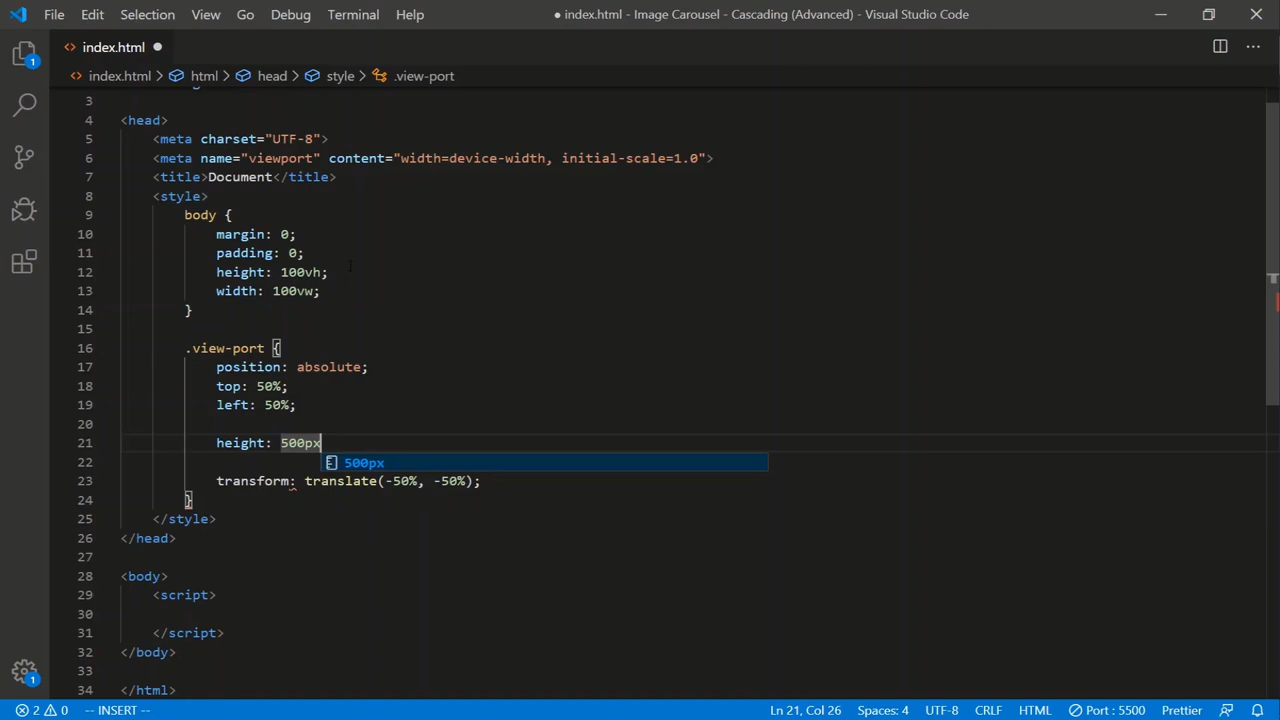 File Edit Selection View Go Debug Terminal Help
● index.html - Image Carousel - Cascading (Advanced) - Visual Studio Code
index.html ●
index.html > html > head > style > .view-port
1
3
4 <head>
5 <meta charset="UTF-8">
6 <meta name="viewport" content="width=device-width, initial-scale=1.0">
7 <title>Document</title>
8 <style>
9 body {
10 margin: 0;
11 padding: 0;
12 height: 100vh;
13 width: 100vw;
14 }
15
16 .view-port {
17 position: absolute;
18 top: 50%;
19 left: 50%;
20
21 height: 500px
22 500px
23 transform: translate(-50%, -50%);
24 }
25 </style>
26 </head>
27
28 <body>
29 <script>
30
31 </script>
32 </body>
33
34 </html>
1
2 0 -- INSERT -- Ln 21, Col 26 Spaces: 4 UTF-8 CRLF HTML Port : 5500 Prettier